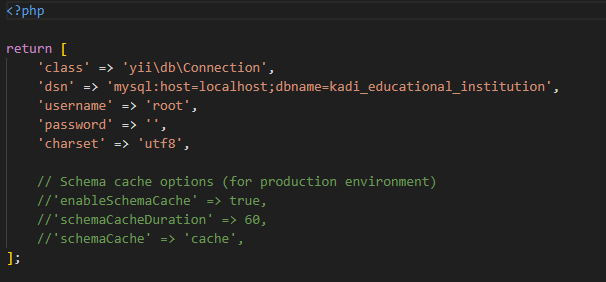 <?php
return [
'class' => 'yii\db\Connection',
'dsn' => 'mysql:host=localhost;dbname=kadi_educational_institution',
'username' => 'root',
'password' => '',
'charset' => 'utf8',
// Schema cache options (for production environment)
//'enableSchemaCache' => true,
//'schemaCacheDuration' => 60,
//'schemaCache' => 'cache',
];